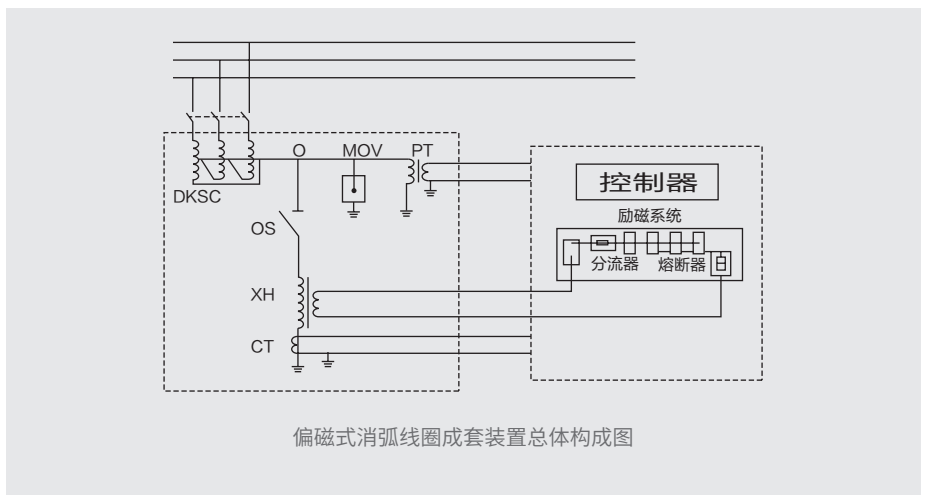 O MOV PT
控制器
DKSC
励磁系统
OS
分流器 熔断器
XH
CT
偏磁式消弧线圈成套装置总体构成图